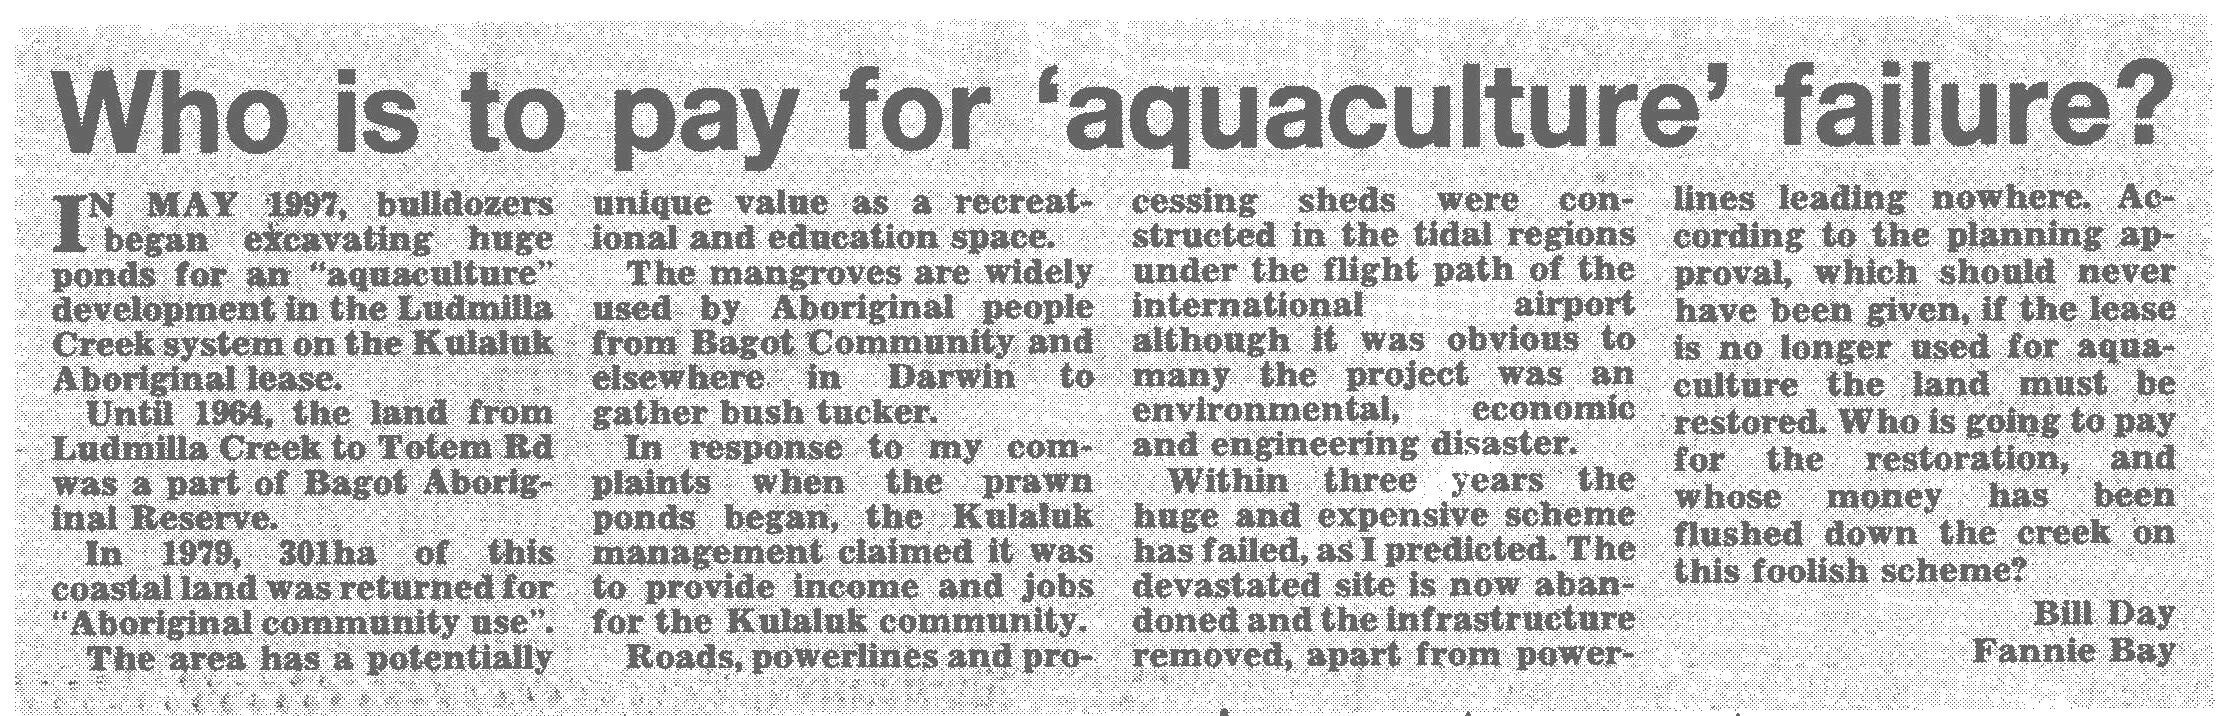 Who is to pay for ‘aquaculture’ failure?
IN MAY 1997, bulldozers
began excavating huge
ponds for an “aquaculture”
development in the Ludmilla
Creek system on the Kulaluk
Aboriginal lease.
Until 1964, the land from
Ludmilla Creek to Totem Rd
was a part of Bagot Aborig-
inal Reserve.
In 1979, 301ha of this
coastal land was returned for
“Aboriginal community use”.
The area has a potentially
unique value as a recreat-
ional and education space.
The mangroves are widely
used by Aboriginal people
from Bagot Community and
elsewhere in Darwin to
gather bush tucker.
In response to my com-
plaints when the prawn
ponds began, the Kulaluk
management claimed it was
to provide income and jobs
for the Kulaluk community.
Roads, powerlines and pro-
cessing sheds were con-
structed in the tidal regions
under the flight path of the
international airport
although it was obvious to
many the project was an
environmental, economic
and engineering disaster.
Within three years the
huge and expensive scheme
has failed, as I predicted. The
devastated site is now aban-
doned and the infrastructure
removed, apart from power-
lines leading nowhere. Ac-
cording to the planning ap-
proval, which should never
have been given, if the lease
is no longer used for aqua-
culture the land must be
restored. Who is going to pay
for the restoration, and
whose money has been
flushed down the creek on
this foolish scheme?
Bill Day
Fannie Bay